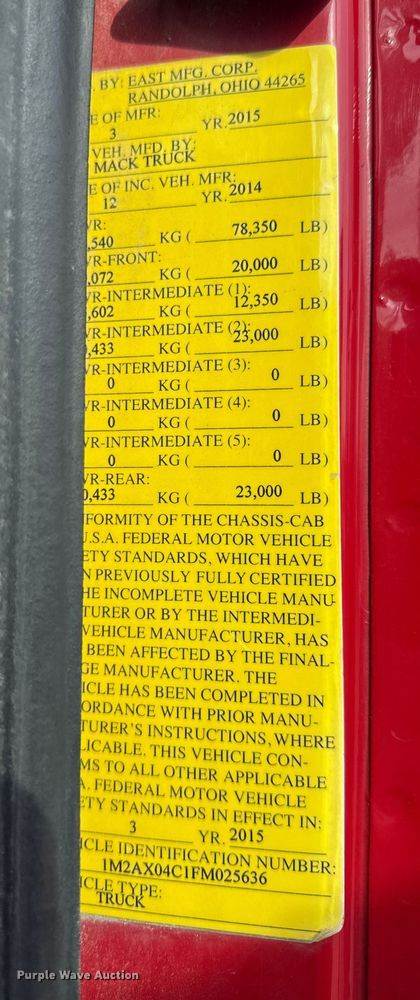 BY: EAST MFG. CORP.
RANDOLPH, OHIO 44265
E OF MFR:
3 YR. 2015
VEH. MFD. BY:
MACK TRUCK
E OF INC. VEH. MFR:
12 YR. 2014
VR:
,540 KG ( 78,350 LB)
VR-FRONT:
,072 KG ( 20,000 LB)
VR-INTERMEDIATE (1):
,602 KG ( 12,350 LB)
VR-INTERMEDIATE (2):
,433 KG ( 23,000 LB)
VR-INTERMEDIATE (3):
0 KG ( 0 LB)
VR-INTERMEDIATE (4):
0 KG ( 0 LB)
VR-INTERMEDIATE (5):
0 KG ( 0 LB)
VR-REAR:
0,433 KG ( 23,000 LB)
FORMITY OF THE CHASSIS-CAB
U.S.A. FEDERAL MOTOR VEHICLE
ETY STANDARDS, WHICH HAVE
N PREVIOUSLY FULLY CERTIFIED
HE INCOMPLETE VEHICLE MANU-
TURER OR BY THE INTERMEDI-
VEHICLE MANUFACTURER, HAS
BEEN AFFECTED BY THE FINAL-
GE MANUFACTURER. THE
ICLE HAS BEEN COMPLETED IN
ORDANCE WITH PRIOR MANU-
TURER'S INSTRUCTIONS, WHERE
LICABLE. THIS VEHICLE CON-
MS TO ALL OTHER APPLICABLE
A. FEDERAL MOTOR VEHICLE
ETY STANDARDS IN EFFECT IN:
3 YR. 2015
ICLE IDENTIFICATION NUMBER:
1M2AX04C1FM025636
ICLE TYPE:
TRUCK
Purple Wave Auction